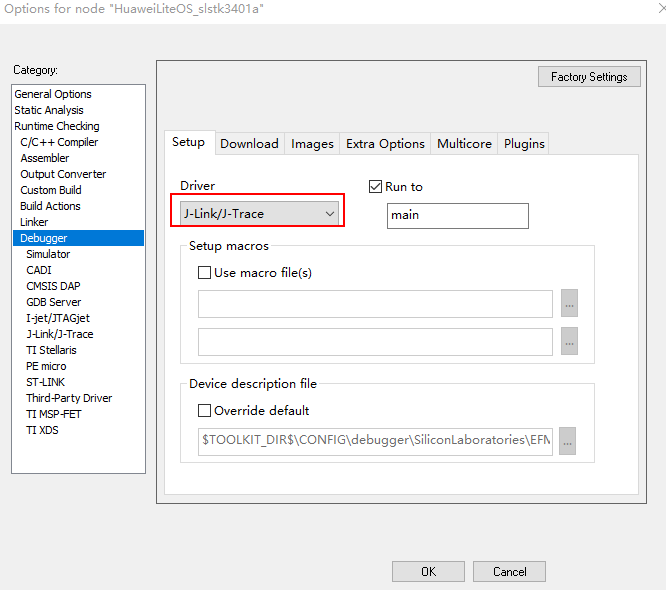 Options for node "HuaweiLiteOS_slstk3401a"
Category:
General Options
Static Analysis
Runtime Checking
C/C++ Compiler
Assembler
Output Converter
Custom Build
Build Actions
Linker
Debugger
Simulator
CADI
CMSIS DAP
GDB Server
I-jet/JTAGjet
J-Link/J-Trace
TI Stellaris
PE micro
ST-LINK
Third-Party Driver
TI MSP-FET
TI XDS
Factory Settings
Setup Download Images Extra Options Multicore Plugins
Driver
J-Link/J-Trace
Run to
main
Setup macros
Use macro file(s)
...
...
Device description file
Override default
$TOOLKIT_DIR$\CONFIG\debugger\SiliconLaboratories\EFM
...
OK Cancel